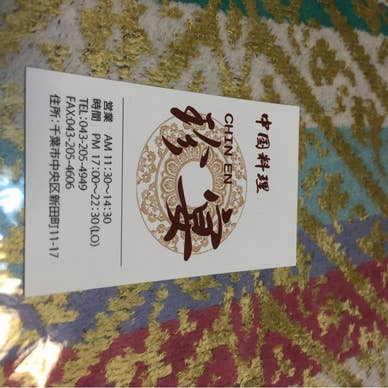 中国料理
CHIN EN
珍宴
営業 AM 11:30〜14:30
時間 PM 17:00〜22:30(LO)
TEL:043-205-4949
FAX:043-205-4606
住所:千葉市中央区新田町11-17